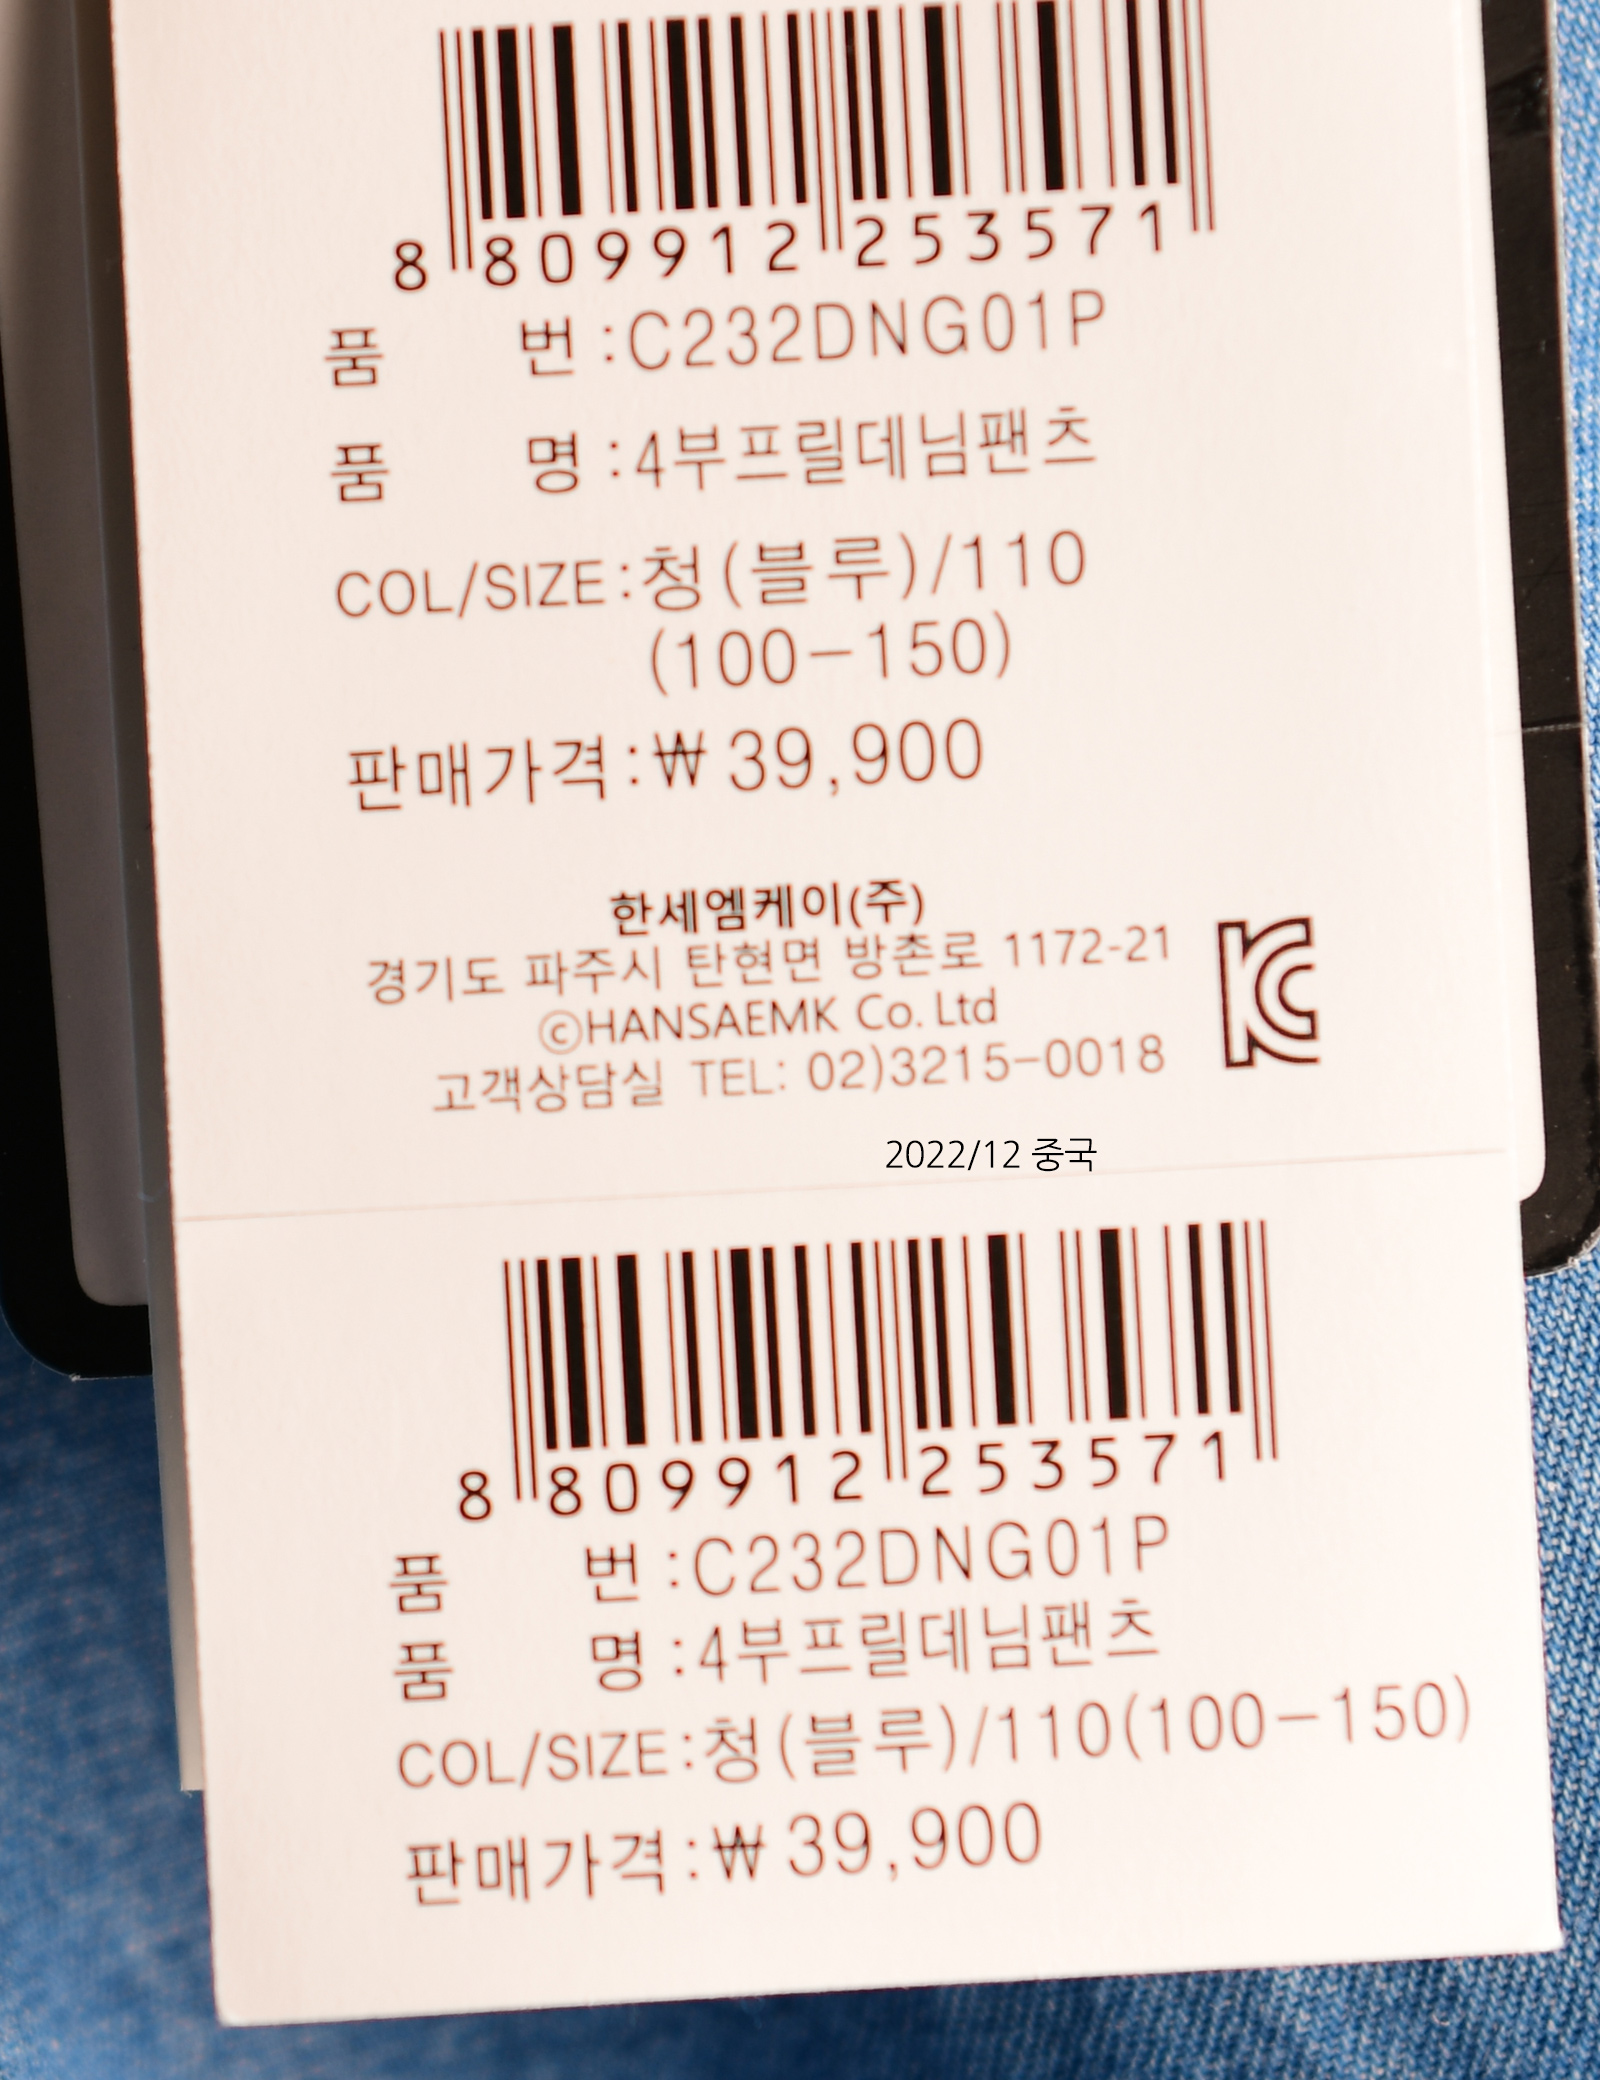 8 809912 253571
품 번 :C232DNG01P
품 명 :4부프릴데님팬츠
COL/SIZE:청(블루)/110
(100-150)
판매가격:₩ 39,900
한세엠케이(주)
경기도 파주시 탄현면 방촌로 1172-21
ⓒHANSAEMK Co. Ltd
고객상담실 TEL: 02)3215-0018
2022/12 중국
8 809912 253571
품 번 :C232DNG01P
품 명 :4부프릴데님팬츠
COL/SIZE:청(블루)/110(100-150)
판매가격:₩ 39,900